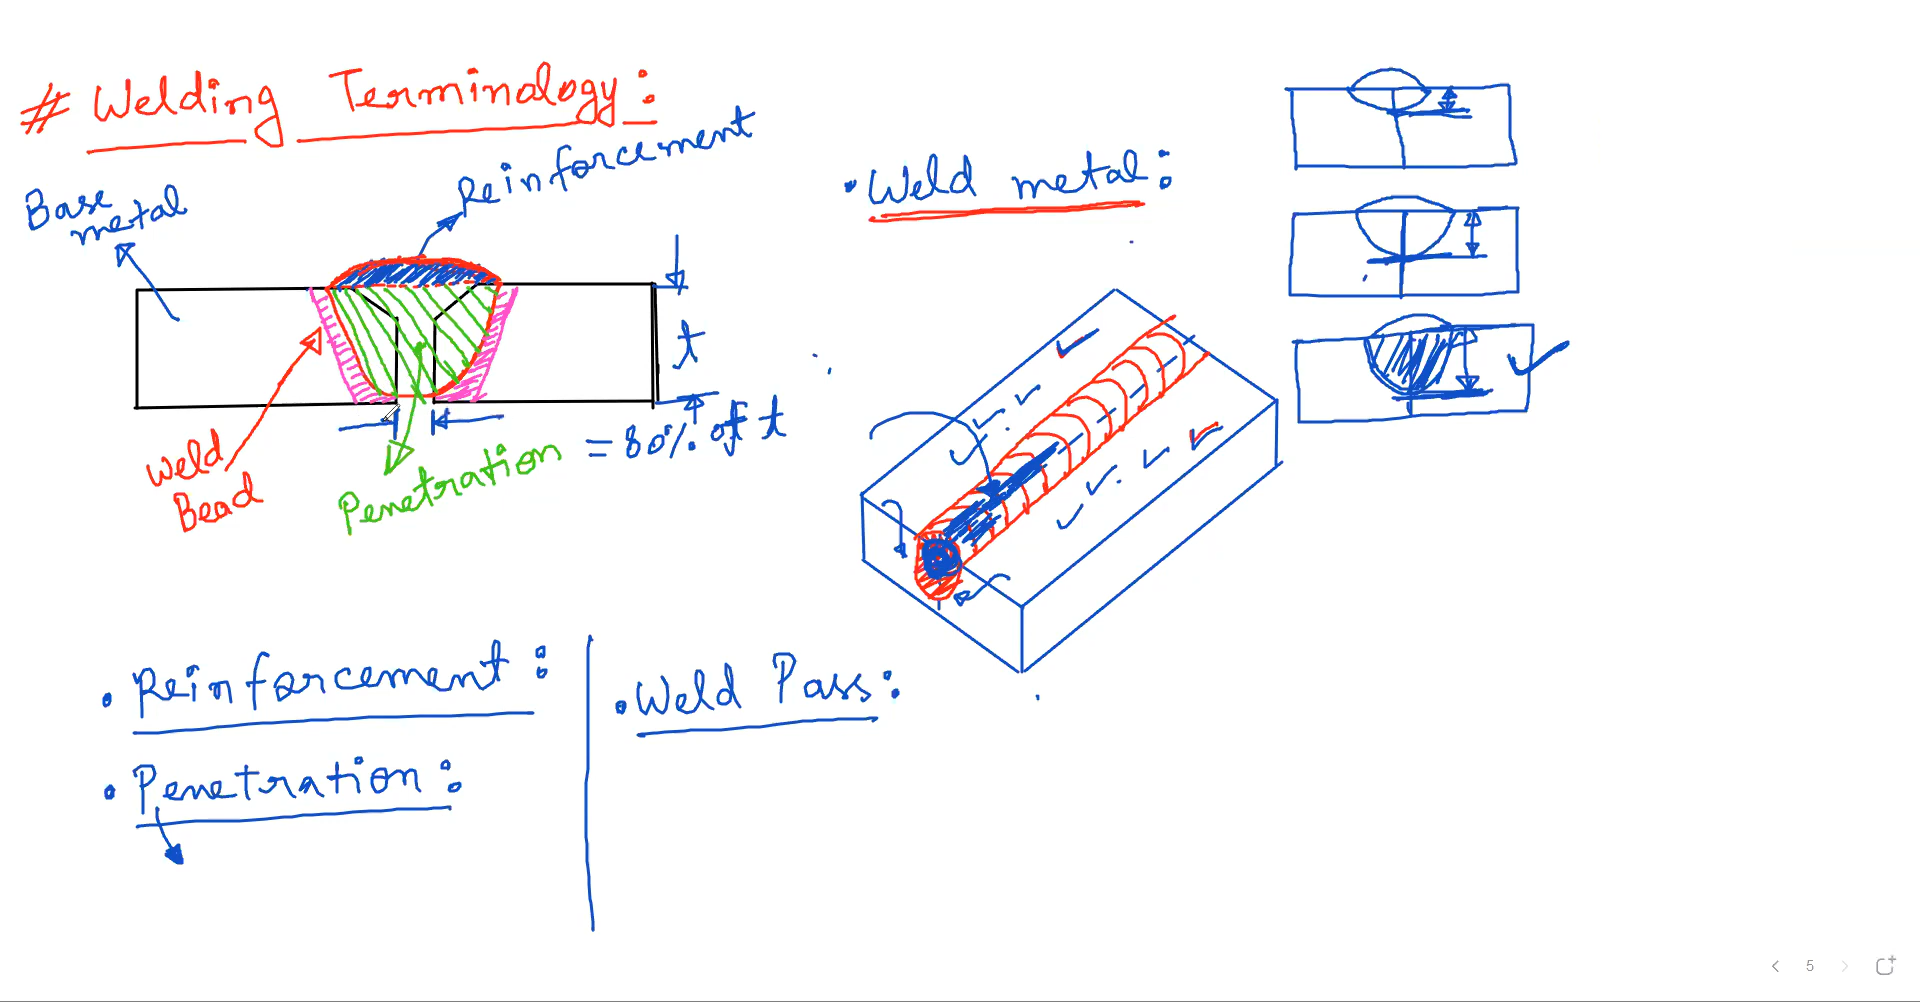 # Welding Terminology:
Reinforcement
Base
metal
• Weld metal:
t
Weld
Bead
Penetration = 80% of t
• Reinforcement:
• Weld Pass:
• Penetration:
5